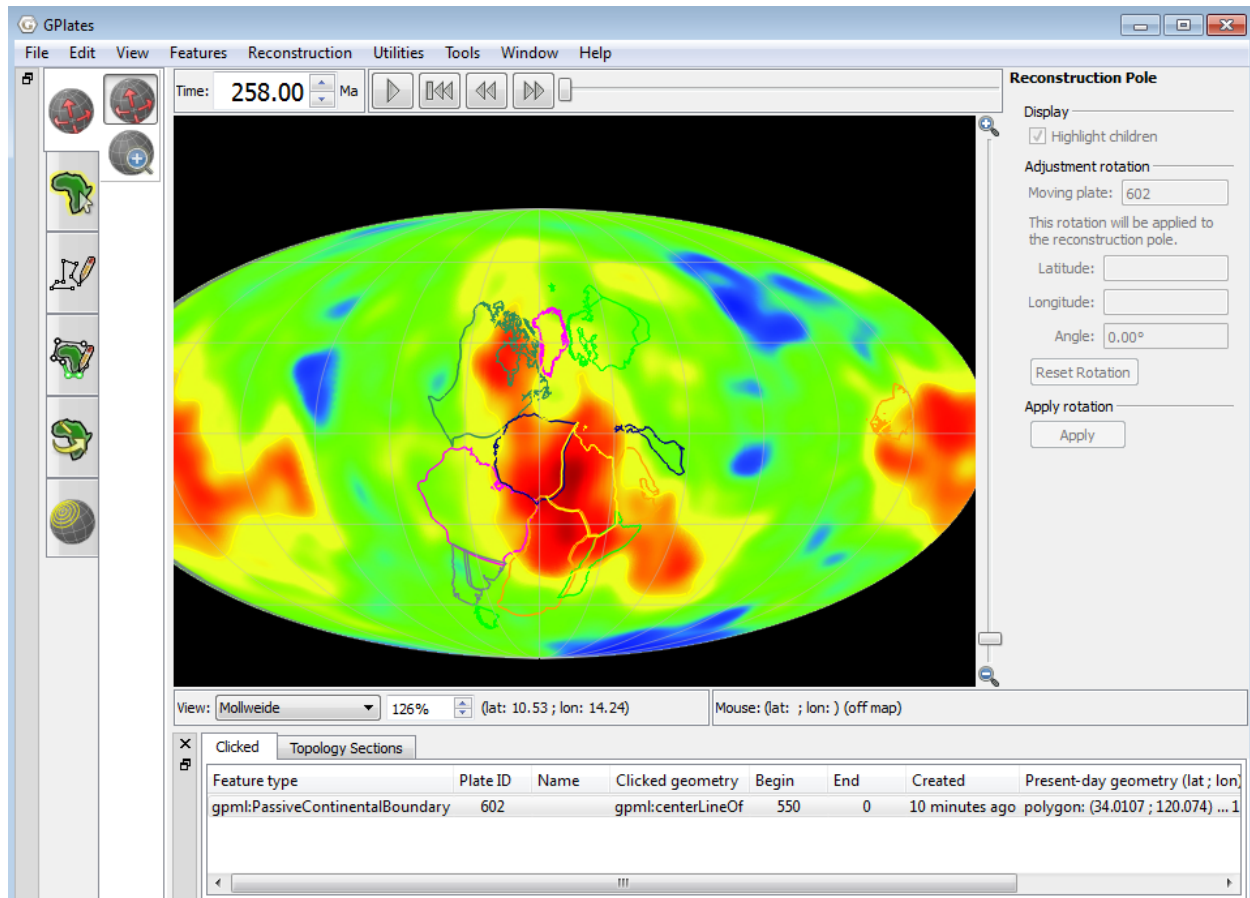 GPlates
File Edit View Features Reconstruction Utilities Tools Window Help
Time: 258.00 Ma
Reconstruction Pole
Display
Highlight children
Adjustment rotation
Moving plate: 602
This rotation will be applied to
the reconstruction pole.
Latitude:
Longitude:
Angle: 0.00°
Reset Rotation
Apply rotation
Apply
View: Mollweide 126% (lat: 10.53 ; lon: 14.24) Mouse: (lat: ; lon: ) (off map)
Clicked Topology Sections
Feature type Plate ID Name Clicked geometry Begin End Created Present-day geometry (lat ; lon)
gpml:PassiveContinentalBoundary 602 gpml:centerLineOf 550 0 10 minutes ago polygon: (34.0107 ; 120.074) ... 1